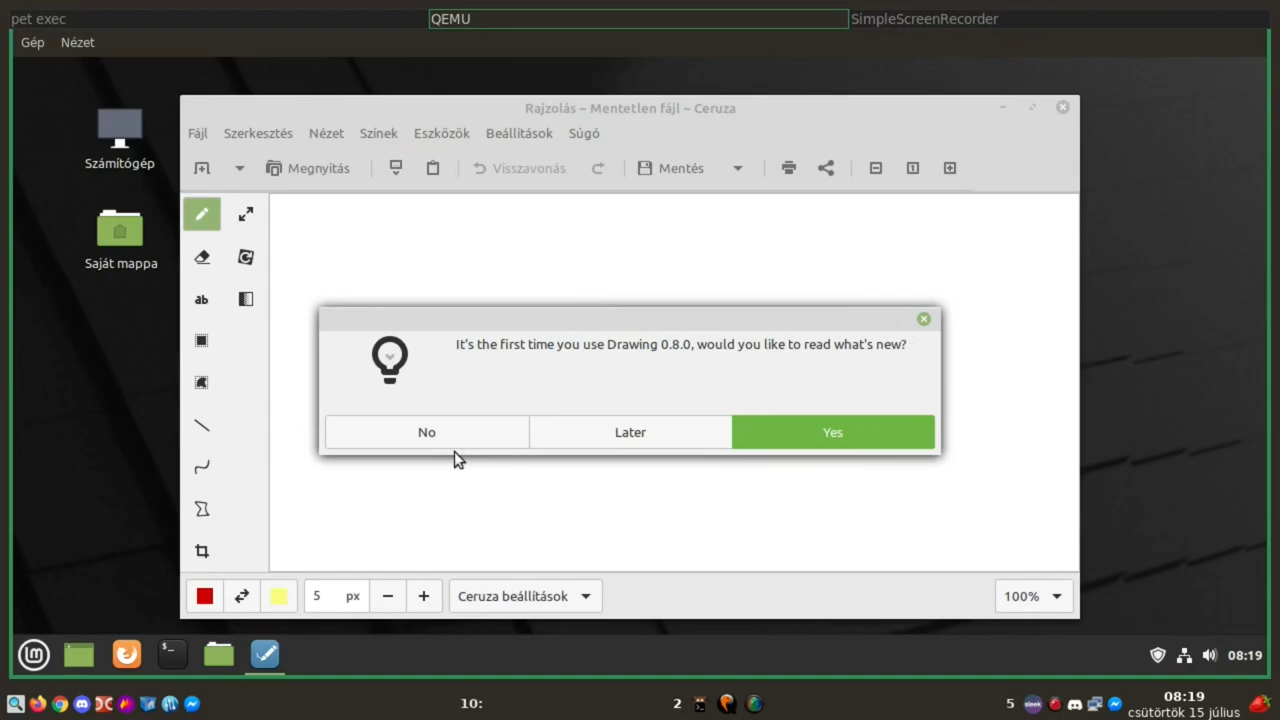 pet exec
QEMU
SimpleScreenRecorder
Gép Nézet
Számítógép
Saját mappa
Rajzolás ~ Mentetlen fájl ~ Ceruza
Fájl Szerkesztés Nézet Színek Eszközök Beállítások Súgó
Megnyitás Visszavonás Mentés
ab
It's the first time you use Drawing 0.8.0, would you like to read what's new?
No Later Yes
5 px Ceruza beállítások 100%
08:19
10: 2 5 sleek 08:19
csütörtök 15 július